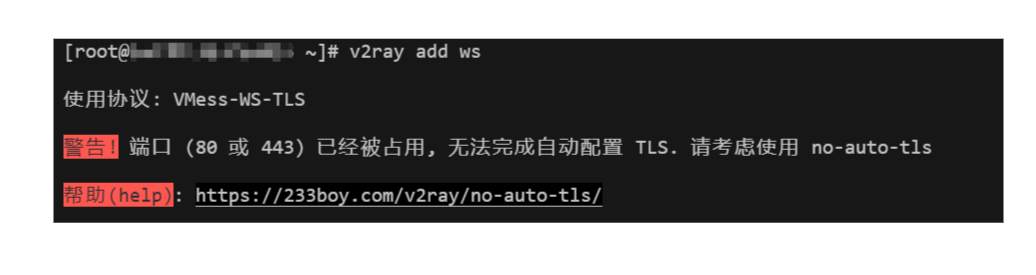 [root@ ~]# v2ray add ws
使用协议: VMess-WS-TLS
警告! 端口 (80 或 443) 已经被占用, 无法完成自动配置 TLS. 请考虑使用 no-auto-tls
帮助(help): https://233boy.com/v2ray/no-auto-tls/